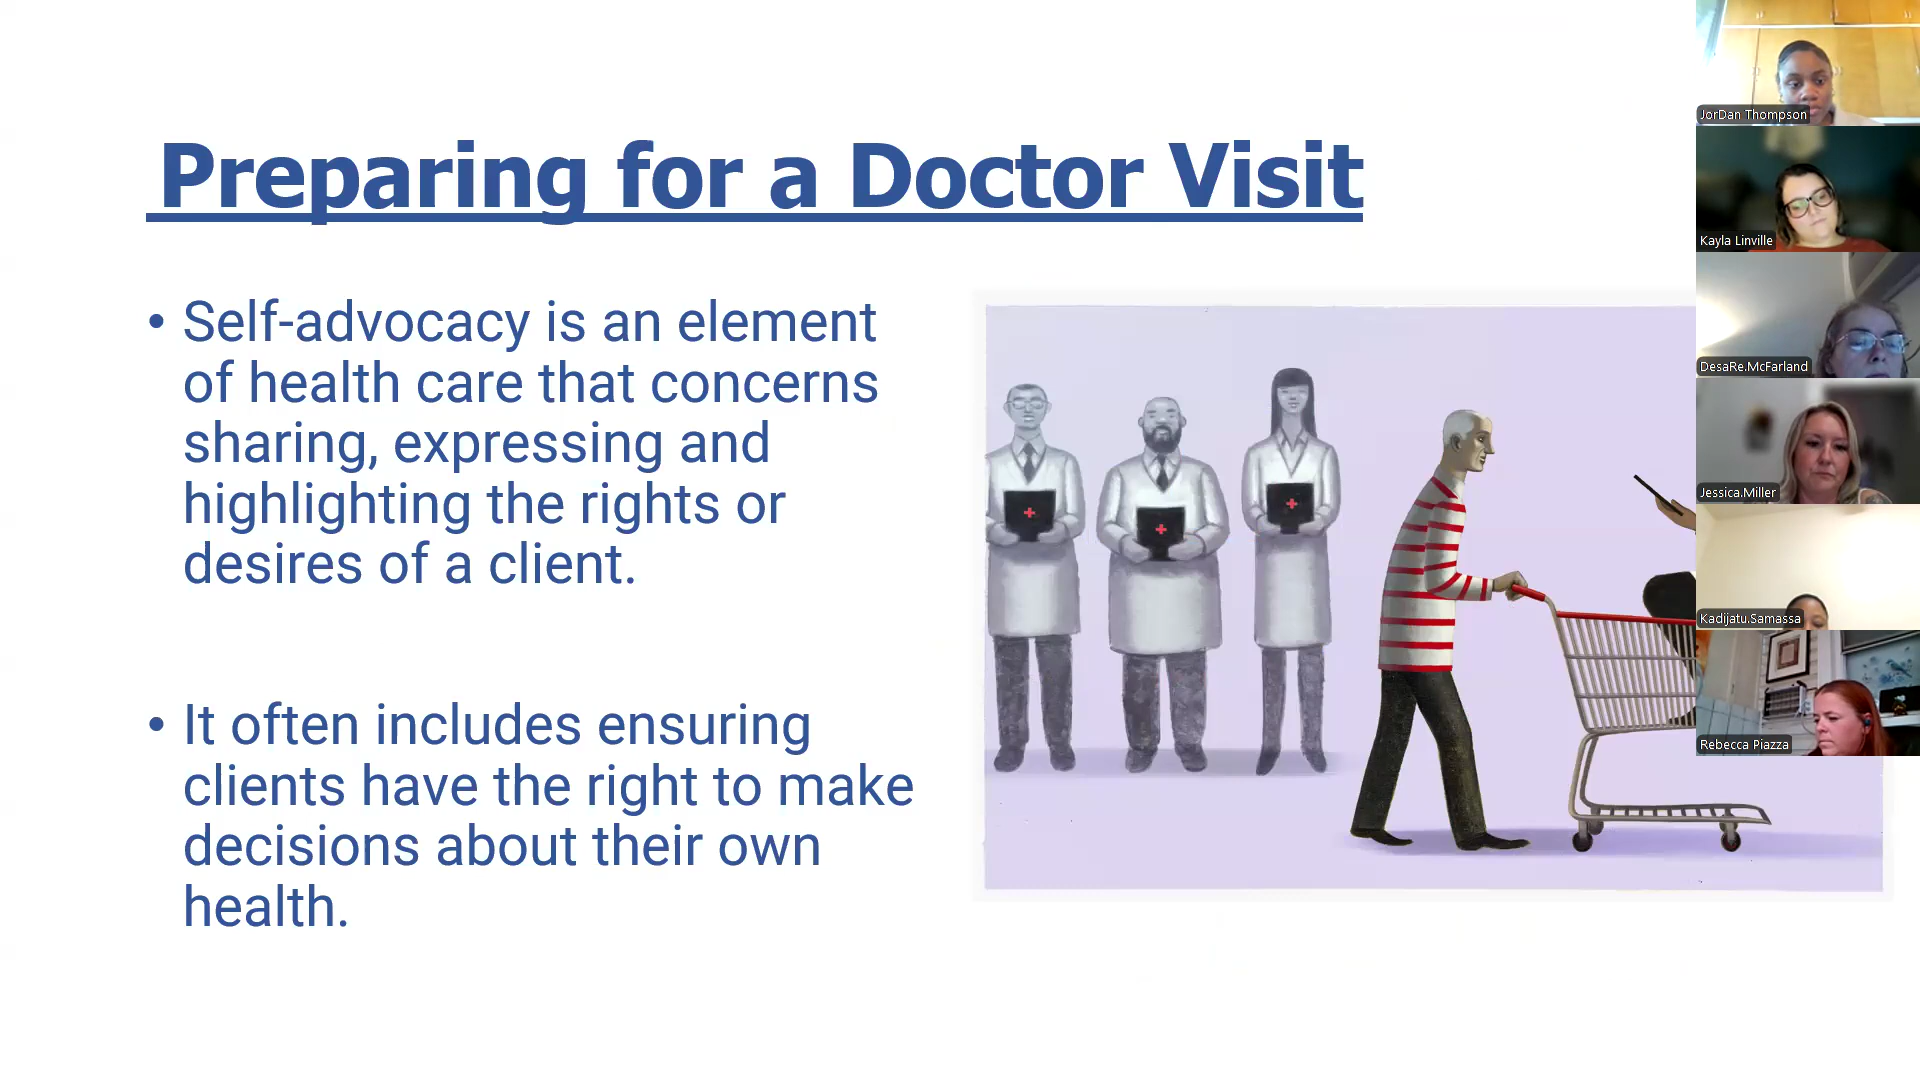 Preparing for a Doctor Visit
• Self-advocacy is an element
of health care that concerns
sharing, expressing and
highlighting the rights or
desires of a client.
• It often includes ensuring
clients have the right to make
decisions about their own
health.
JorDan Thompson
Kayla Linville
DesaRe.McFarland
Jessica.Miller
Kadijatu.Samassa
Rebecca Piazza